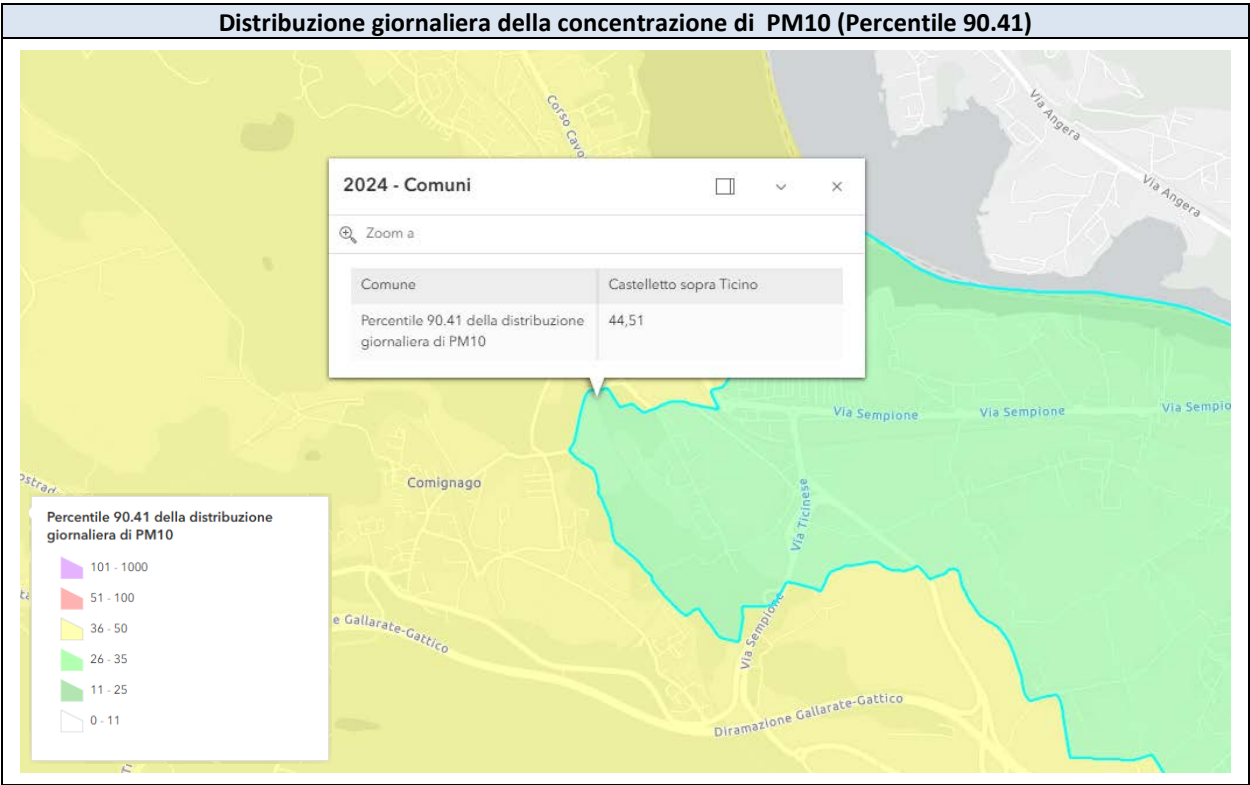 Distribuzione giornaliera della concentrazione di PM10 (Percentile 90.41)
Corso Cavo
Via Angera
Via Angera
2024 - Comuni
Zoom a
Comune Castelletto sopra Ticino
Percentile 90.41 della distribuzione 44,51
giornaliera di PM10
Via Sempione Via Sempione Via Sempio
Comignago
Via Ticinese
Percentile 90.41 della distribuzione
giornaliera di PM10
101 - 1000
51 - 100
36 - 50
26 - 35
11 - 25
0 - 11
e Gallarate-Gattico
Via Sempione
Diramazione Gallarate-Gattico